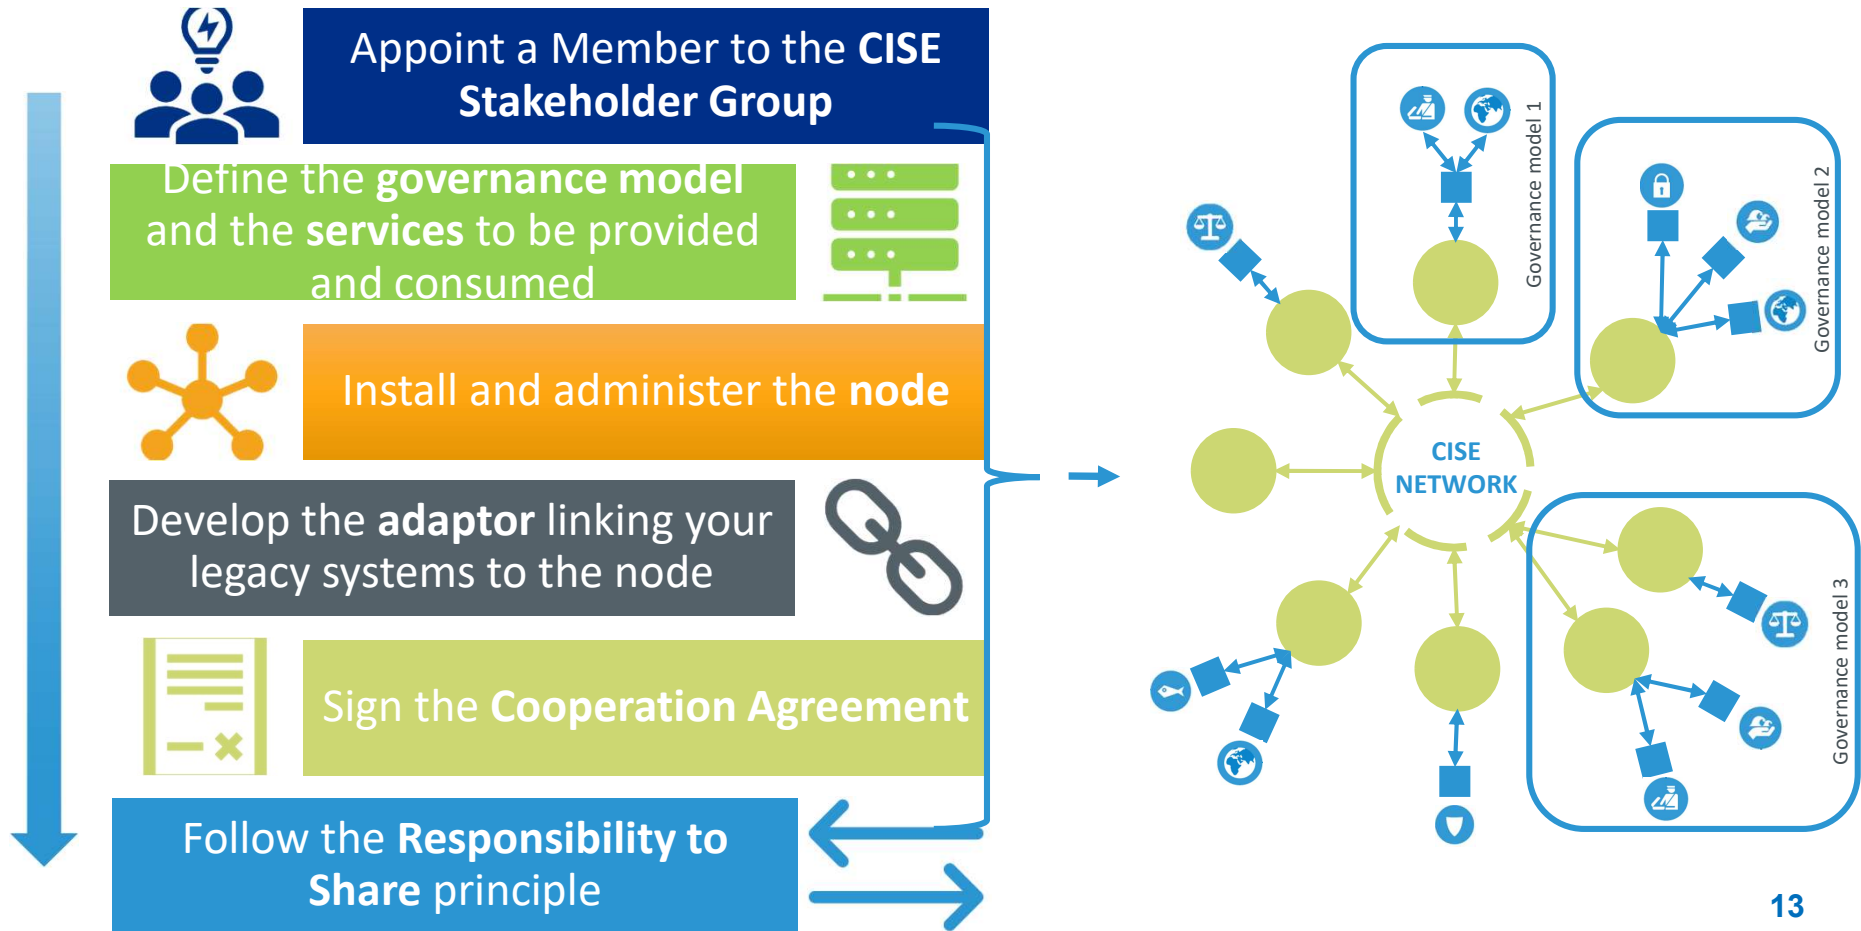 Appoint a Member to the CISE
Stakeholder Group
Define the governance model
and the services to be provided
and consumed
Install and administer the node
Develop the adaptor linking your
legacy systems to the node
Sign the Cooperation Agreement
Follow the Responsibility to
Share principle
Governance model 1
Governance model 2
CISE
NETWORK
Governance model 3
13